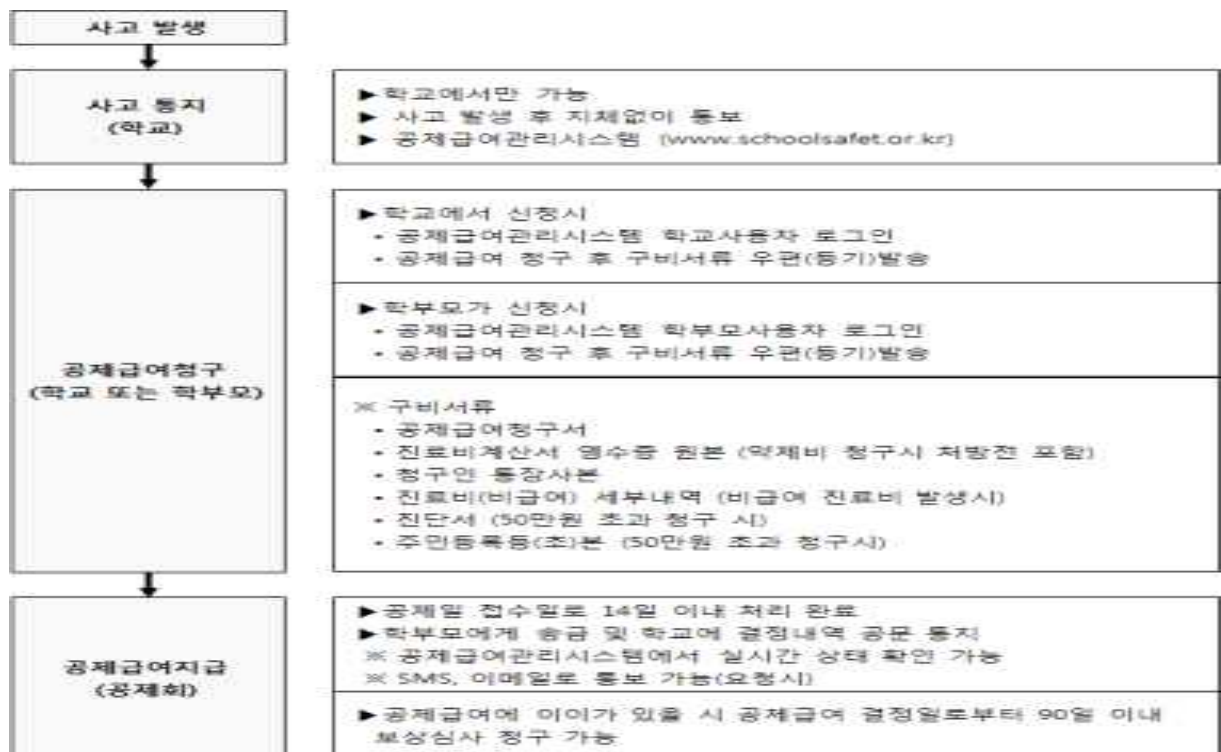 사고 발생
사고 통지
(학교)
►학교에서만 가능
► 사고 발생 후 지체없이 통보
► 공제급여관리시스템 (www.schoolsafet.or.kr)
공제급여청구
(학교 또는 학부모)
►학교에서 신청시
• 공제급여관리시스템 학교사용자 로그인
• 공제급여 청구 후 구비서류 우편(등기)발송
►학부모가 신청시
• 공제급여관리시스템 학부모사용자 로그인
• 공제급여 청구 후 구비서류 우편(등기)발송
※ 구비서류
• 공제급여청구서
• 진료비계산서 영수증 원본 (약제비 청구시 처방전 포함)
• 청구인 통장사본
• 진료비(비급여) 세부내역 (비급여 진료비 발생시)
• 진단서 (50만원 초과 청구 시)
• 주민등록등(초)본 (50만원 초과 청구시)
공제급여지급
(공제회)
►공제일 접수일로 14일 이내 처리 완료
►학부모에게 송금 및 학교에 결정내역 공문 통지
※ 공제급여관리시스템에서 실시간 상태 확인 가능
※ SMS, 이메일로 통보 가능(요청시)
►공제급여에 이이가 있을 시 공제급여 결정일로부터 90일 이내
보상심사 청구 가능